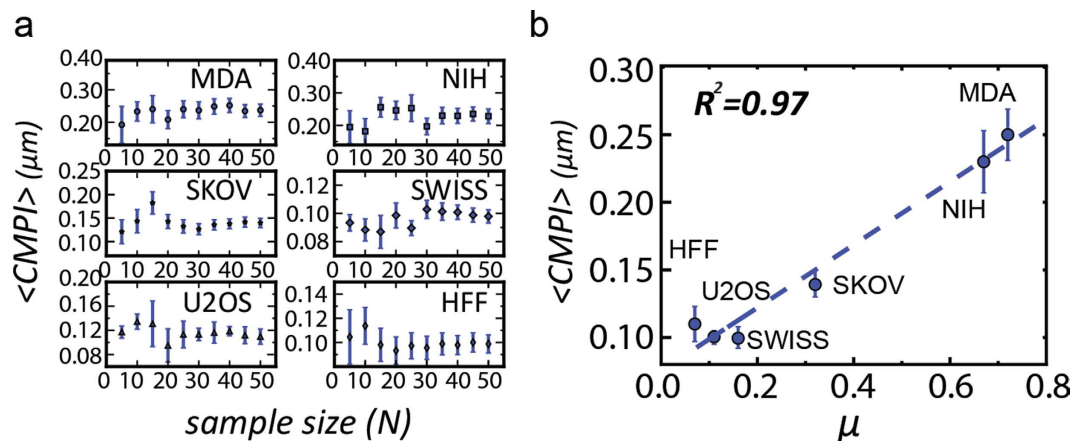 a
b
<CMPI> (μm)
0.40
0.30
0.20
MDA
0 10 20 30 40 50
0.40
0.30
0.20
NIH
0 10 20 30 40 50
0.25
0.20
0.15
0.10
SKOV
0 10 20 30 40 50
0.12
0.10
0.08
SWISS
0 10 20 30 40 50
0.20
0.16
0.12
0.08
U2OS
0 10 20 30 40 50
0.14
0.12
0.10
HFF
0 10 20 30 40 50
sample size (N)
<CMPI> (μm)
0.30
0.25
0.20
0.15
0.10
R²=0.97
MDA
NIH
HFF
U2OS
SKOV
SWISS
0.0 0.2 0.4 0.6 0.8
μ